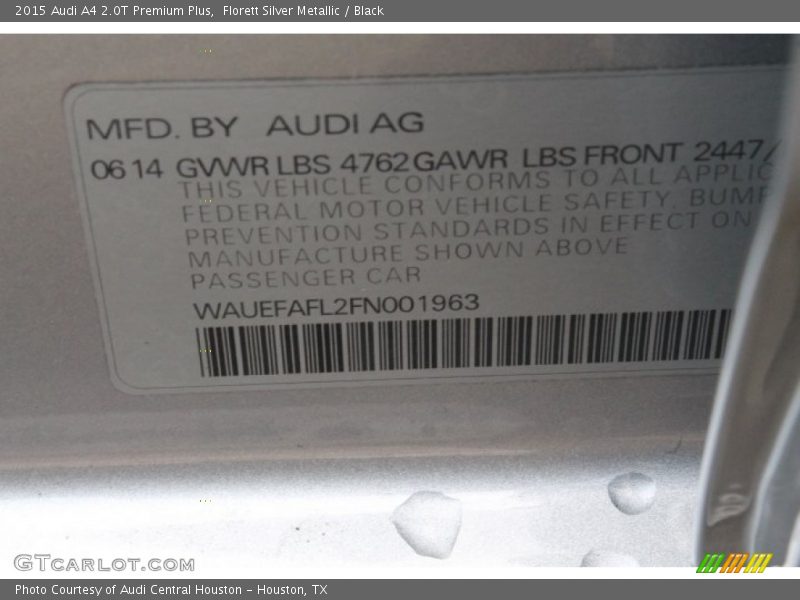 2015 Audi A4 2.0T Premium Plus,  Florett Silver Metallic / Black
MFD. BY AUDI AG
06 14 GVWR LBS 4762 GAWR LBS FRONT 2447/
THIS VEHICLE CONFORMS TO ALL APPLIC
FEDERAL MOTOR VEHICLE SAFETY. BUMP
PREVENTION STANDARDS IN EFFECT ON
MANUFACTURE SHOWN ABOVE
PASSENGER CAR
WAUEFAFL2FN001963
GTCARLOT.COM
Photo Courtesy of Audi Central Houston - Houston, TX